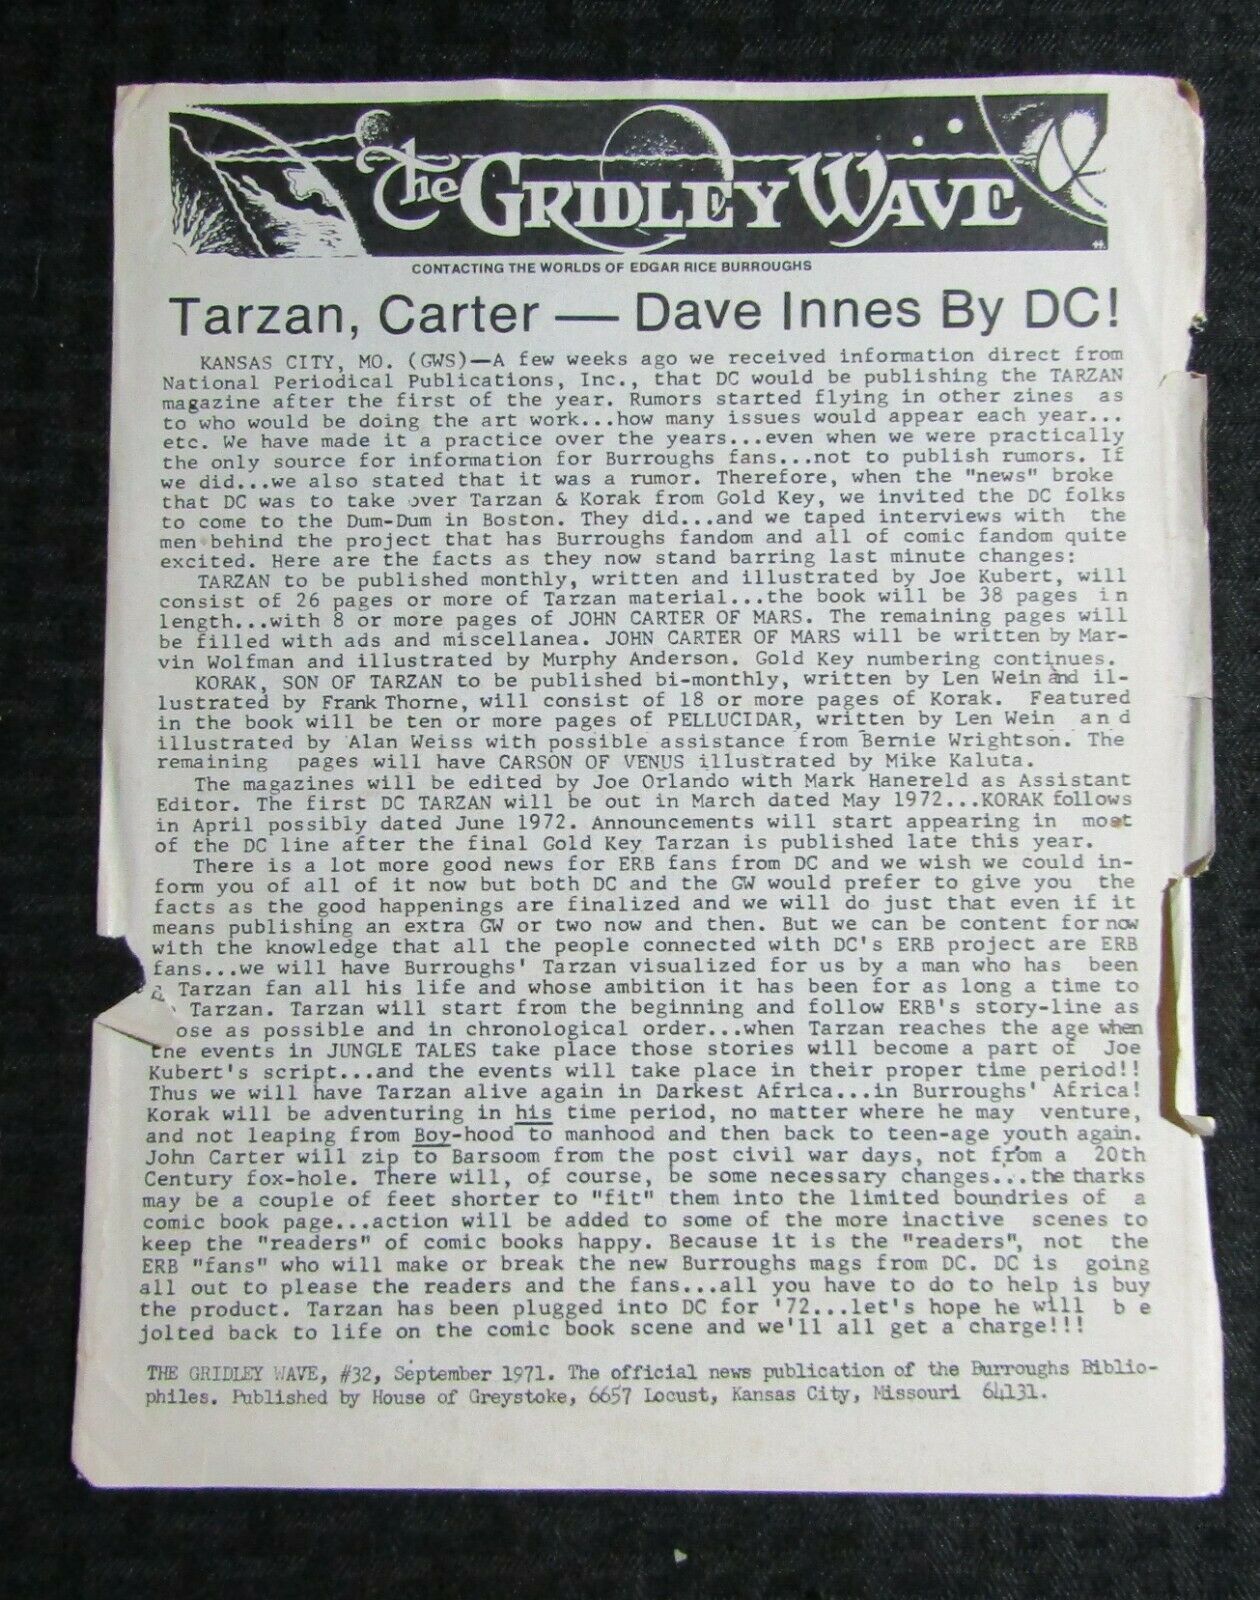 The GRIDLEY WAVE
CONTACTING THE WORLDS OF EDGAR RICE BURROUGHS
Tarzan, Carter — Dave Innes By DC!
KANSAS CITY, MO. (GWS)—A few weeks ago we received information direct from
National Periodical Publications, Inc., that DC would be publishing the TARZAN
magazine after the first of the year. Rumors started flying in other zines as
to who would be doing the art work...how many issues would appear each year...
etc. We have made it a practice over the years...even when we were practically
the only source for information for Burroughs fans...not to publish rumors. If
we did...we also stated that it was a rumor. Therefore, when the "news" broke
that DC was to take over Tarzan & Korak from Gold Key, we invited the DC folks
to come to the Dum-Dum in Boston. They did...and we taped interviews with the
men behind the project that has Burroughs fandom and all of comic fandom quite
excited. Here are the facts as they now stand barring last minute changes:
TARZAN to be published monthly, written and illustrated by Joe Kubert, will
consist of 26 pages or more of Tarzan material...the book will be 38 pages in
length...with 8 or more pages of JOHN CARTER OF MARS. The remaining pages will
be filled with ads and miscellanea. JOHN CARTER OF MARS will be written by Mar-
vin Wolfman and illustrated by Murphy Anderson. Gold Key numbering continues.
KORAK, SON OF TARZAN to be published bi-monthly, written by Len Wein and il-
lustrated by Frank Thorne, will consist of 18 or more pages of Korak. Featured
in the book will be ten or more pages of PELLUCIDAR, written by Len Wein and
illustrated by Alan Weiss with possible assistance from Bernie Wrightson. The
remaining pages will have CARSON OF VENUS illustrated by Mike Kaluta.
The magazines will be edited by Joe Orlando with Mark Hanereld as Assistant
Editor. The first DC TARZAN will be out in March dated May 1972...KORAK follows
in April possibly dated June 1972. Announcements will start appearing in most
of the DC line after the final Gold Key Tarzan is published late this year.
There is a lot more good news for ERB fans from DC and we wish we could in-
form you of all of it now but both DC and the GW would prefer to give you the
facts as the good happenings are finalized and we will do just that even if it
means publishing an extra GW or two now and then. But we can be content for now
with the knowledge that all the people connected with DC's ERB project are ERB
fans...we will have Burroughs' Tarzan visualized for us by a man who has been
a Tarzan fan all his life and whose ambition it has been for as long a time to
Tarzan. Tarzan will start from the beginning and follow ERB's story-line as
ose as possible and in chronological order...when Tarzan reaches the age when
the events in JUNGLE TALES take place those stories will become a part of Joe
Kubert's script...and the events will take place in their proper time period!!
Thus we will have Tarzan alive again in Darkest Africa...in Burroughs' Africa!
Korak will be adventuring in his time period, no matter where he may venture,
and not leaping from Boy-hood to manhood and then back to teen-age youth again.
John Carter will zip to Barsoom from the post civil war days, not from a 20th
Century fox-hole. There will, of course, be some necessary changes...the tharks
may be a couple of feet shorter to "fit" them into the limited boundries of a
comic book page...action will be added to some of the more inactive scenes to
keep the "readers" of comic books happy. Because it is the "readers", not the
ERB "fans" who will make or break the new Burroughs mags from DC. DC is going
all out to please the readers and the fans...all you have to do to help is buy
the product. Tarzan has been plugged into DC for '72...let's hope he will be
jolted back to life on the comic book scene and we'll all get a charge!!!
THE GRIDLEY WAVE, #32, September 1971. The official news publication of the Burroughs Biblio-
philes. Published by House of Greystoke, 6657 Locust, Kansas City, Missouri 64131.